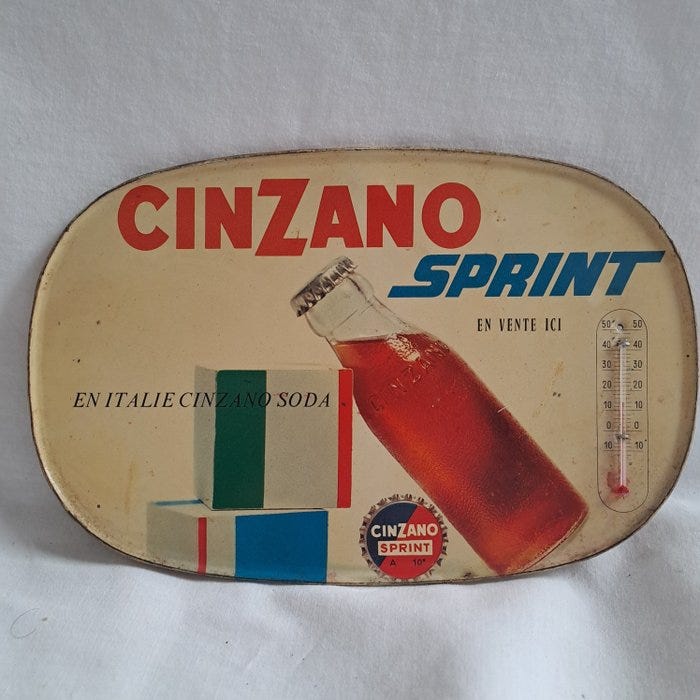 CINZANO
SPRINT
EN VENTE ICI
EN ITALIE CINZANO SODA
CINZANO
CINZANO
SPRINT
A 10°
50° 50°
40 40
30 30
20 20
10 10
0 0
10 10°